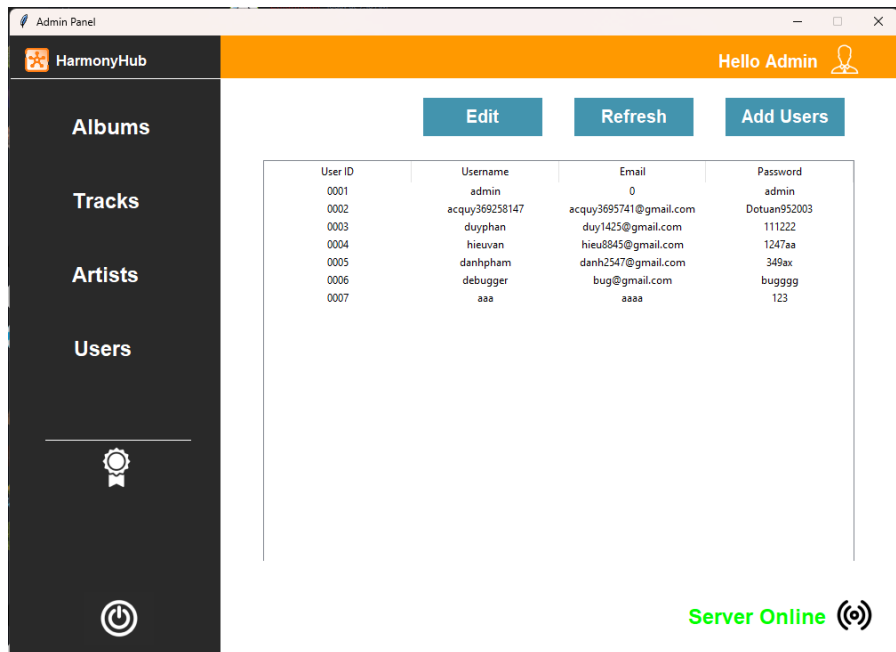 Admin Panel
HarmonyHub
Hello Admin
Albums
Tracks
Artists
Users
Edit Refresh Add Users
User ID Username Email Password
0001 admin 0 admin
0002 acquy369258147 acquy3695741@gmail.com Dotuan952003
0003 duyphan duy1425@gmail.com 111222
0004 hieuvan hieu8845@gmail.com 1247aa
0005 danhpham danh2547@gmail.com 349ax
0006 debugger bug@gmail.com bugggg
0007 aaa aaaa 123
Server Online